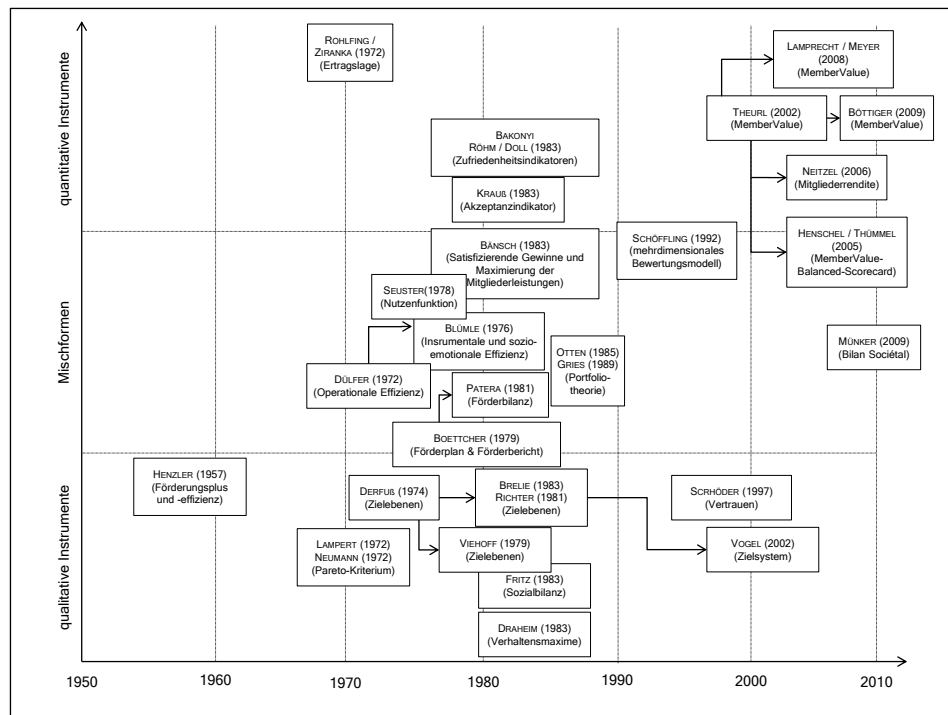 quantitative Instrumente
Mischformen
qualitative Instrumente
ROHLFING /
ZIRANKA (1972)
(Ertragslage)
LAMPRECHT / MEYER
(2008)
(MemberValue)
THEURL (2002)
(MemberValue)
BÖTTIGER (2009)
(MemberValue)
BAKONYI
RÖHM / DOLL (1983)
(Zufriedenheitsindikatoren)
NEITZEL (2006)
(Mitgliederrendite)
KRAUß (1983)
(Akzeptanzindikator)
BÄNSCH (1983)
(Satisfizierende Gewinne und
Maximierung der
Mitgliederleistungen)
SCHÖFFLING (1992)
(mehrdimensionales
Bewertungsmodell)
HENSCHEL / THÜMMEL
(2005)
(MemberValue-
Balanced-Scorecard)
SEUSTER(1978)
(Nutzenfunktion)
BLÜMLE (1976)
(Insrumentale und sozio-
emotionale Effizienz)
MÜNKER (2009)
(Bilan Sociétal)
OTTEN (1985)
GRIES (1989)
(Portfolio-
theorie)
DÜLFER (1972)
(Operationale Effizienz)
PATERA (1981)
(Förderbilanz)
BOETTCHER (1979)
(Förderplan & Förderbericht)
HENZLER (1957)
(Förderungsplus
und -effizienz)
DERFUß (1974)
(Zielebenen)
BRELIE (1983)
RICHTER (1981)
(Zielebenen)
SCRHÖDER (1997)
(Vertrauen)
LAMPERT (1972)
NEUMANN (1972)
(Pareto-Kriterium)
VIEHOFF (1979)
(Zielebenen)
VOGEL (2002)
(Zielsystem)
FRITZ (1983)
(Sozialbilanz)
DRAHEIM (1983)
(Verhaltensmaxime)
1950 1960 1970 1980 1990 2000 2010